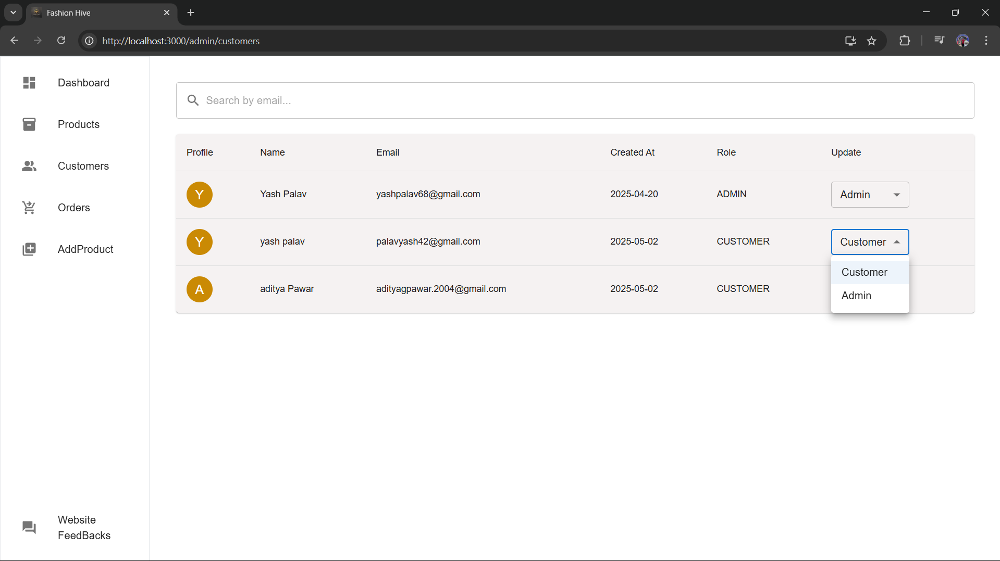 Fashion Hive
http://localhost:3000/admin/customers
Dashboard
Products
Customers
Orders
AddProduct
Website
FeedBacks
Search by email...
Profile Name Email Created At Role Update
Y Yash Palav yashpalav68@gmail.com 2025-04-20 ADMIN Admin
Y yash palav palavyash42@gmail.com 2025-05-02 CUSTOMER Customer
A aditya Pawar adityagpawar.2004@gmail.com 2025-05-02 CUSTOMER
Customer
Admin